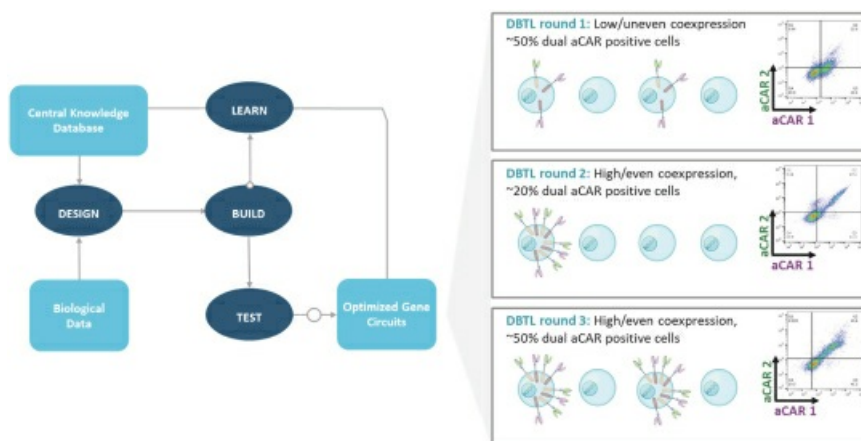 Central Knowledge
Database
LEARN
DESIGN
BUILD
Biological
Data
TEST
Optimized Gene
Circuits
DBTL round 1: Low/uneven coexpression
~50% dual aCAR positive cells
aCAR 2
aCAR 1
DBTL round 2: High/even coexpression,
~20% dual aCAR positive cells
aCAR 2
aCAR 1
DBTL round 3: High/even coexpression,
~50% dual aCAR positive cells
aCAR 2
aCAR 1